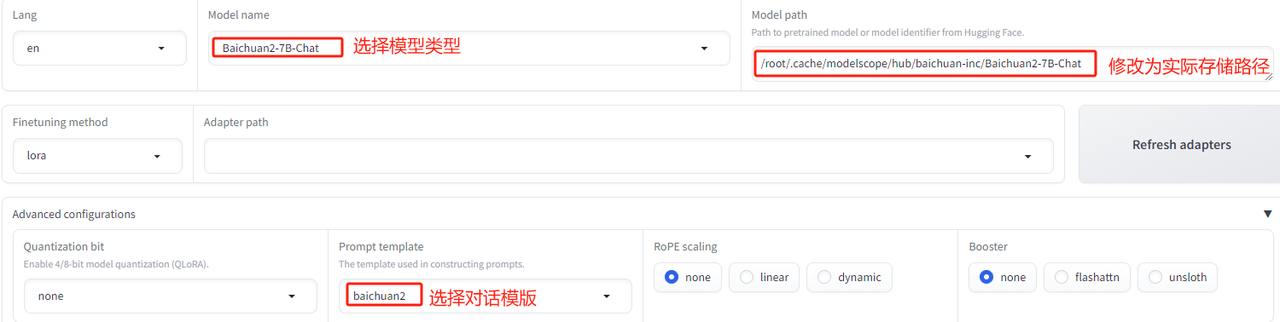 Lang
en
Model name
Baichuan2-7B-Chat
选择模型类型
Model path
Path to pretrained model or model identifier from Hugging Face.
/root/.cache/modelscope/hub/baichuan-inc/Baichuan2-7B-Chat
修改为实际存储路径
Finetuning method
lora
Adapter path
Refresh adapters
Advanced configurations
Quantization bit
Enable 4/8-bit model quantization (QLoRA).
none
Prompt template
The template used in constructing prompts.
baichuan2
选择对话模版
RoPE scaling
none linear dynamic
Booster
none flashattn unsloth